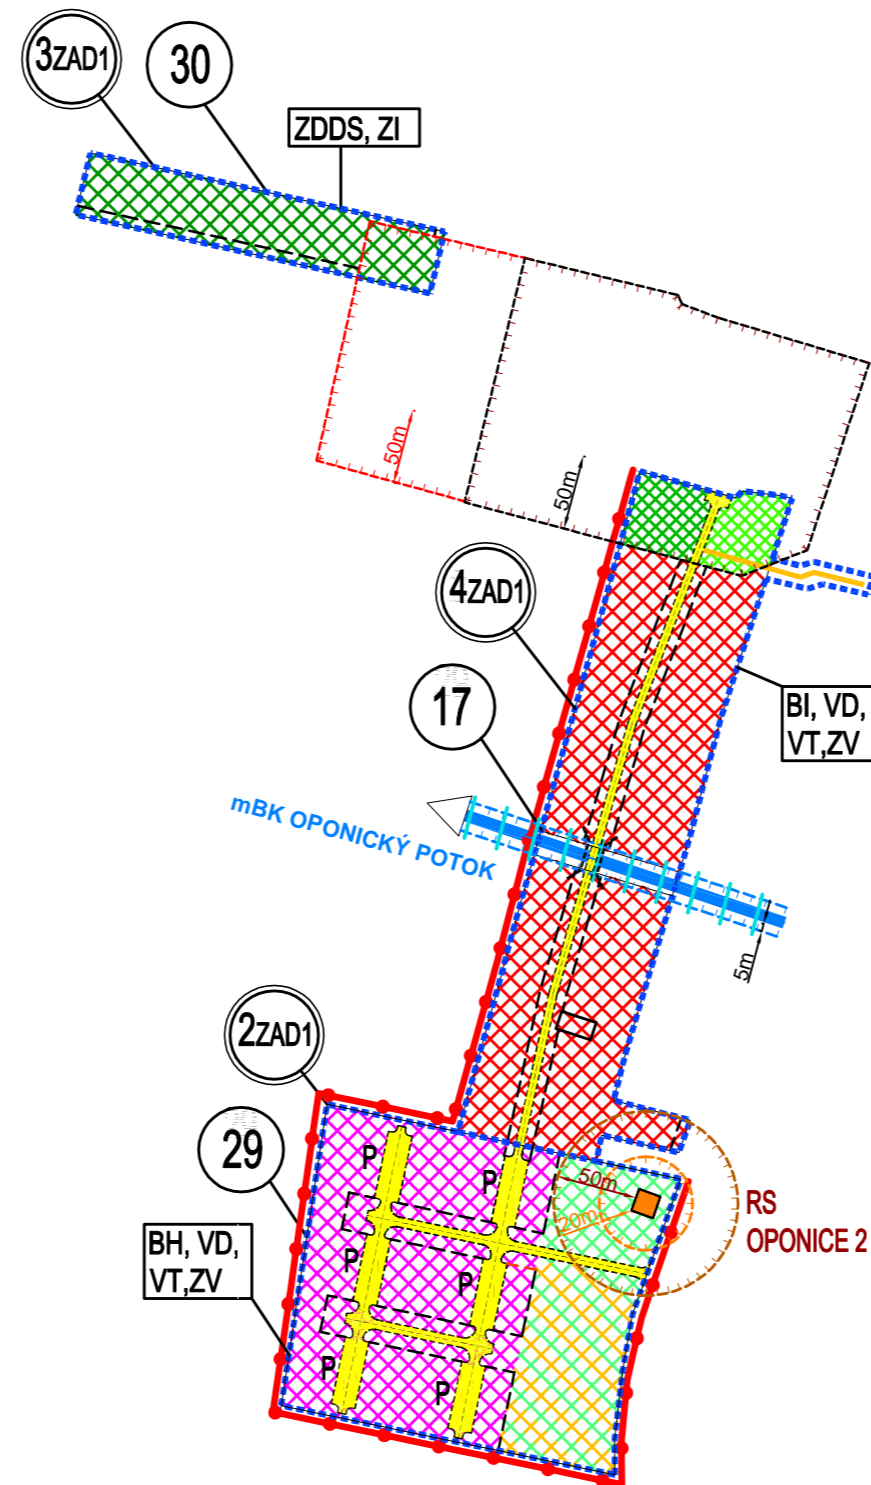 3ZAD1
30
ZDDS, ZI
50m
50m
4ZAD1
17
BI, VD,
VT,ZV
mBK OPONICKÝ POTOK
5m
2ZAD1
29
P
P
50m
20m
RS
OPONICE 2
BH, VD,
VT,ZV
P
P
P
P